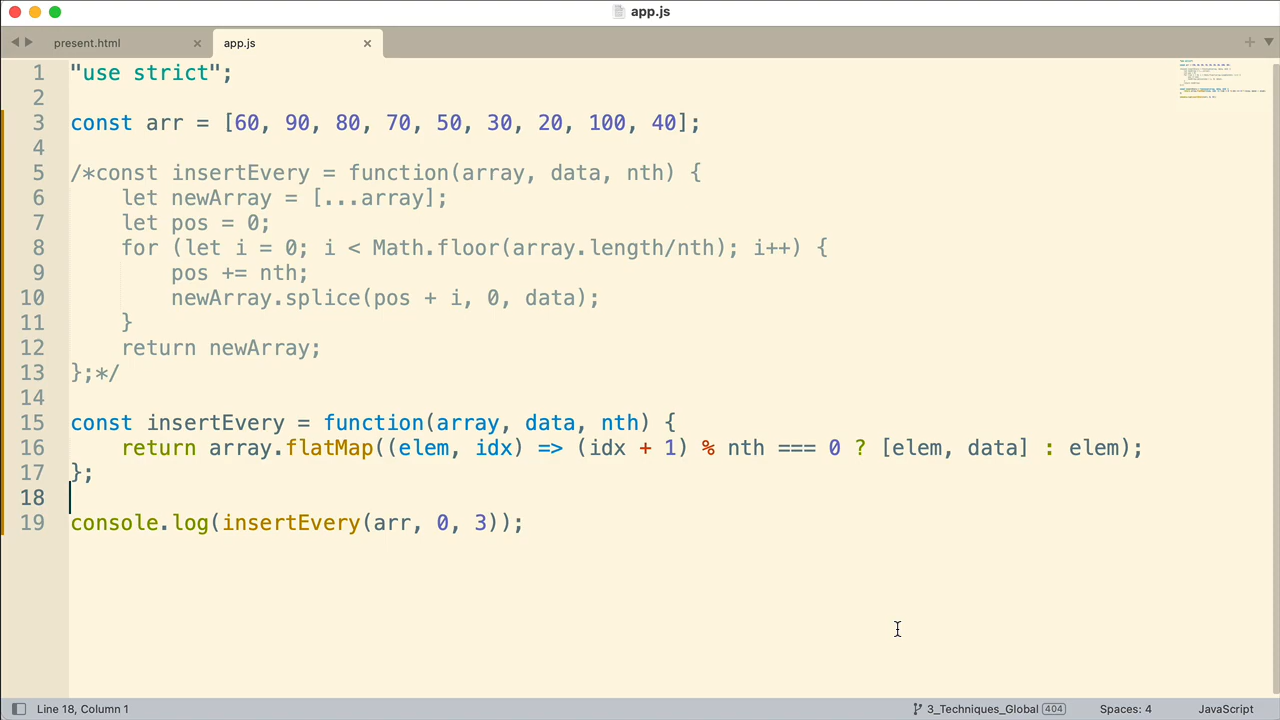 app.js
present.html × app.js ×
1 "use strict";
2
3 const arr = [60, 90, 80, 70, 50, 30, 20, 100, 40];
4
5 /*const insertEvery = function(array, data, nth) {
6     let newArray = [...array];
7     let pos = 0;
8     for (let i = 0; i < Math.floor(array.length/nth); i++) {
9         pos += nth;
10         newArray.splice(pos + i, 0, data);
11     }
12     return newArray;
13 };*/
14
15 const insertEvery = function(array, data, nth) {
16     return array.flatMap((elem, idx) => (idx + 1) % nth === 0 ? [elem, data] : elem);
17 };
18
19 console.log(insertEvery(arr, 0, 3));
Line 18, Column 1 3_Techniques_Global 404 Spaces: 4 JavaScript